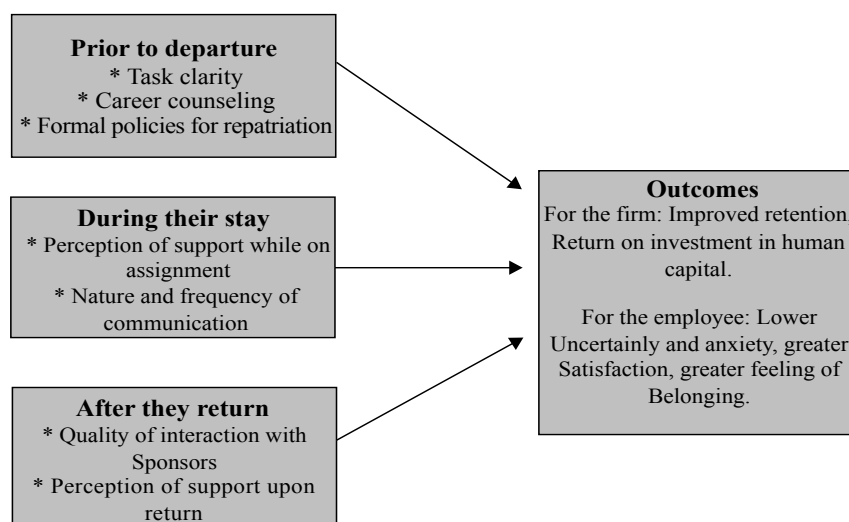 Prior to departure
* Task clarity
* Career counseling
* Formal policies for repatriation
During their stay
* Perception of support while on
assignment
* Nature and frequency of
communication
After they return
* Quality of interaction with
Sponsors
* Perception of support upon
return
Outcomes
For the firm: Improved retention,
Return on investment in human
capital.
For the employee: Lower
Uncertainly and anxiety, greater
Satisfaction, greater feeling of
Belonging.